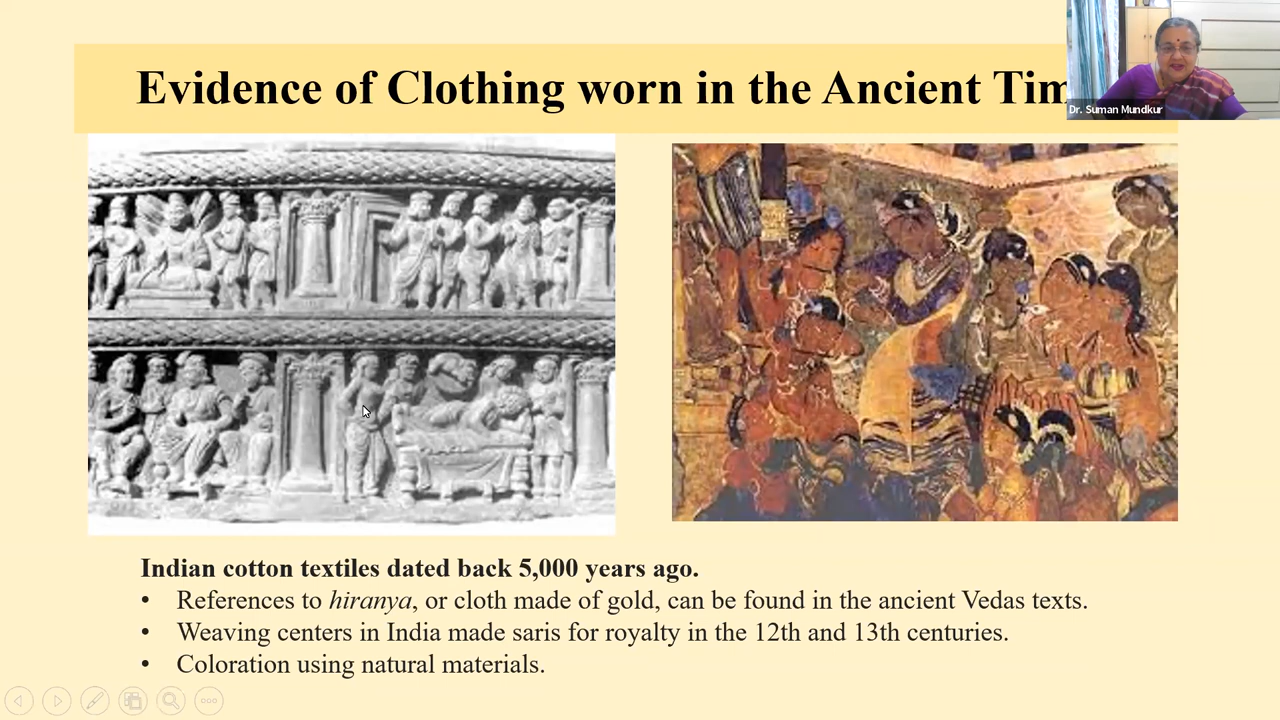 Evidence of Clothing worn in the Ancient Tim
Dr. Suman Mundkur
Indian cotton textiles dated back 5,000 years ago.
• References to hiranya, or cloth made of gold, can be found in the ancient Vedas texts.
• Weaving centers in India made saris for royalty in the 12th and 13th centuries.
• Coloration using natural materials.